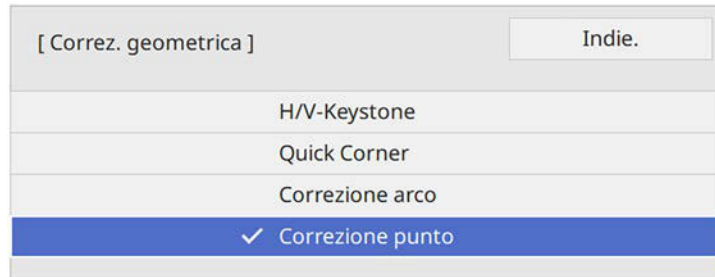 [ Correz. geometrica ]
Indie.
H/V-Keystone
Quick Corner
Correzione arco
Correzione punto